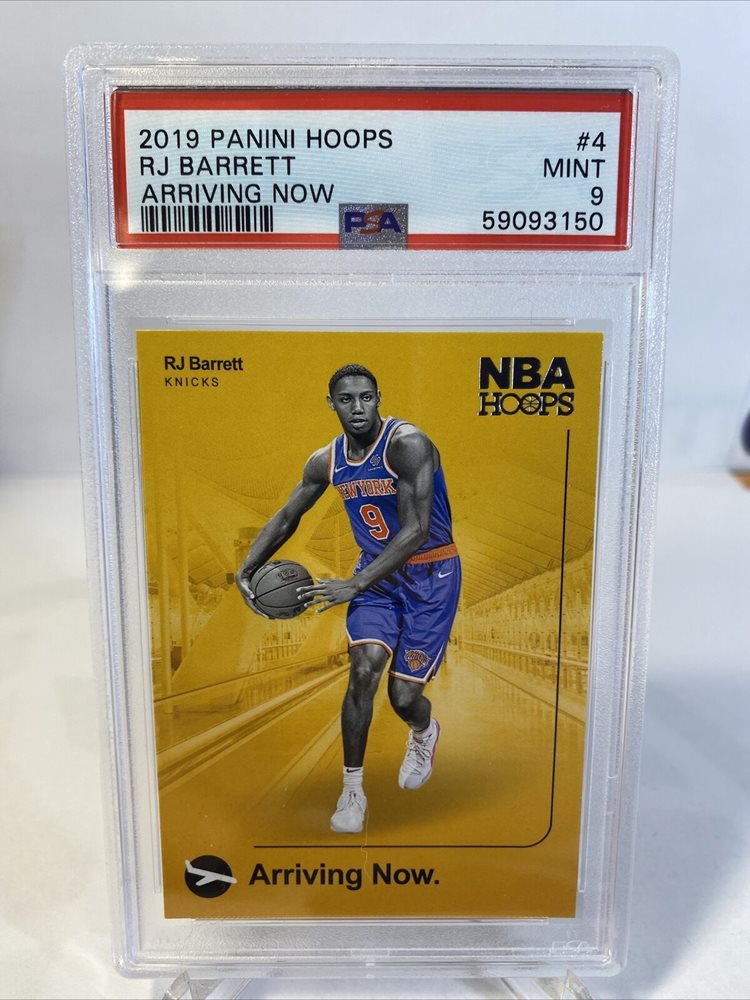 2019 PANINI HOOPS #4
RJ BARRETT MINT
ARRIVING NOW 9
PSA 59093150
RJ Barrett
KNICKS
NBA
HOOPS
NEW YORK
9
Arriving Now.